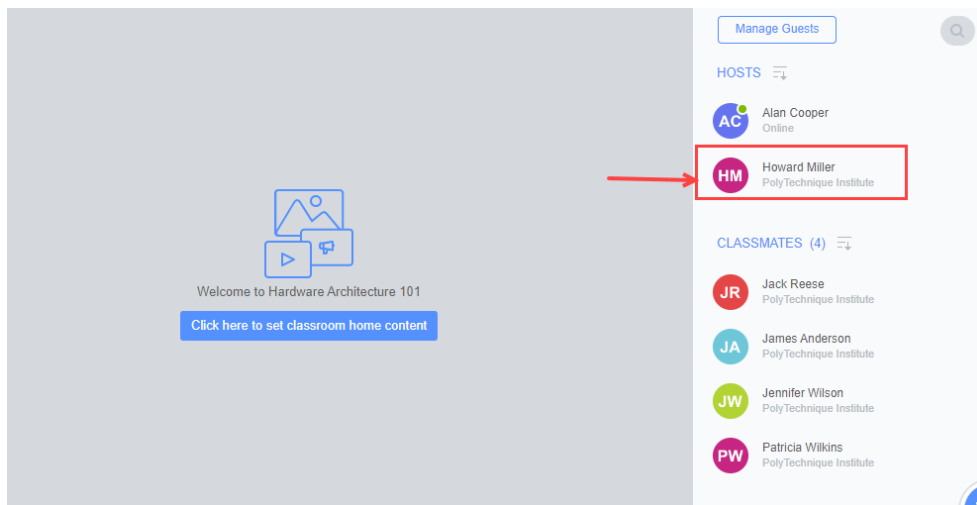 Manage Guests
HOSTS
AC
Alan Cooper
Online
HM
Howard Miller
PolyTechnique Institute
CLASSMATES (4)
JR
Jack Reese
PolyTechnique Institute
JA
James Anderson
PolyTechnique Institute
JW
Jennifer Wilson
PolyTechnique Institute
PW
Patricia Wilkins
PolyTechnique Institute
Welcome to Hardware Architecture 101
Click here to set classroom home content